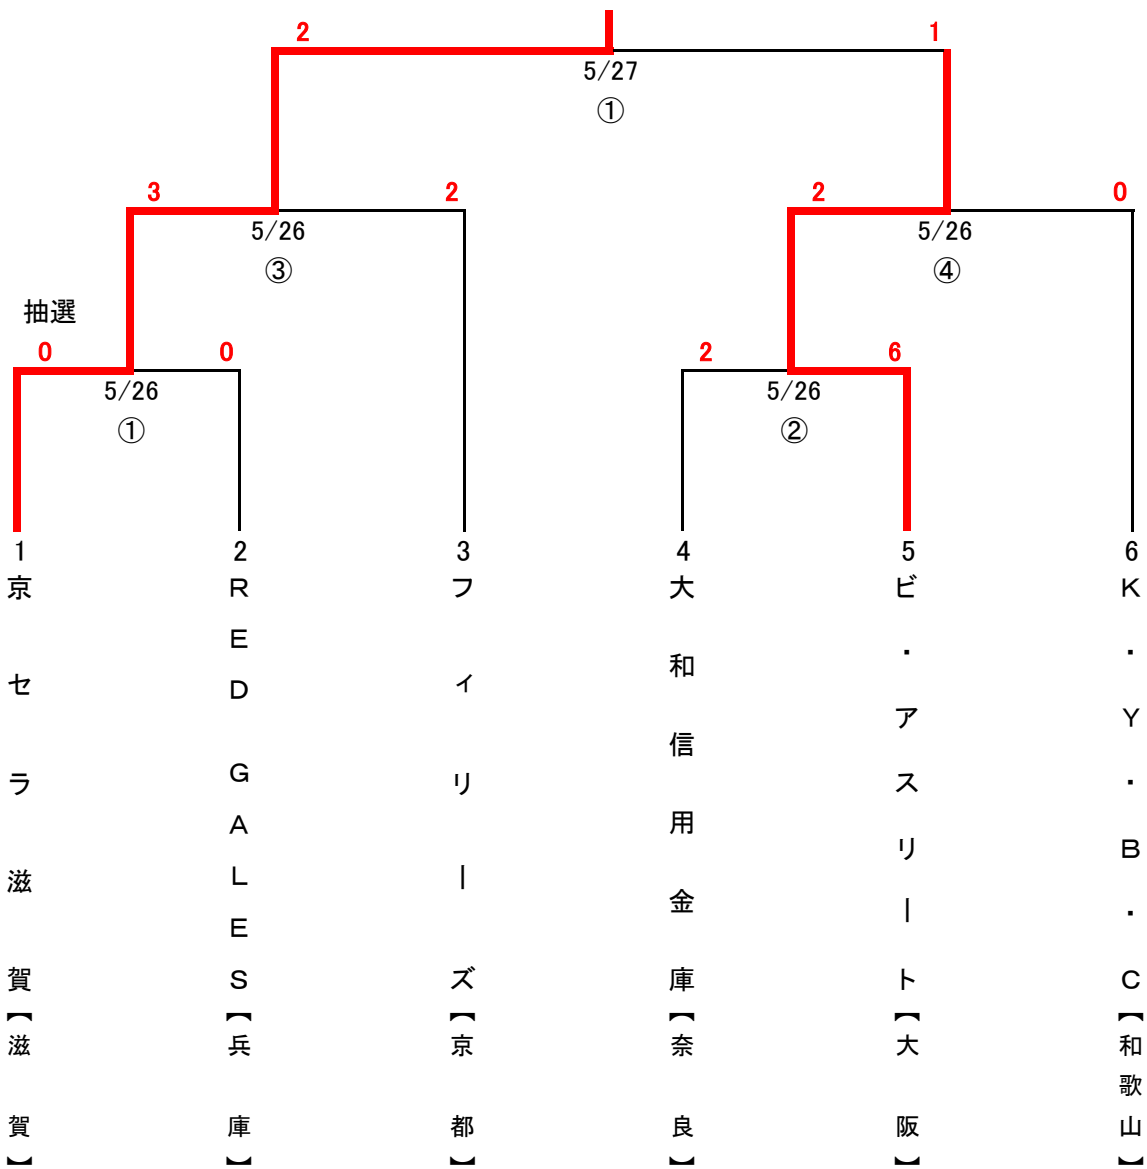 2 1
5/27
①
3 2 2 0
5/26 5/26
③ ④
抽選
0 0 2 6
5/26 5/26
① ②
1 2 3 4 5 6
京セラ滋賀【滋賀】
RED GALES【兵庫】
フィリーズ【京都】
大和信用金庫【奈良】
ビ・アスリート【大阪】
K・Y・B・C【和歌山】